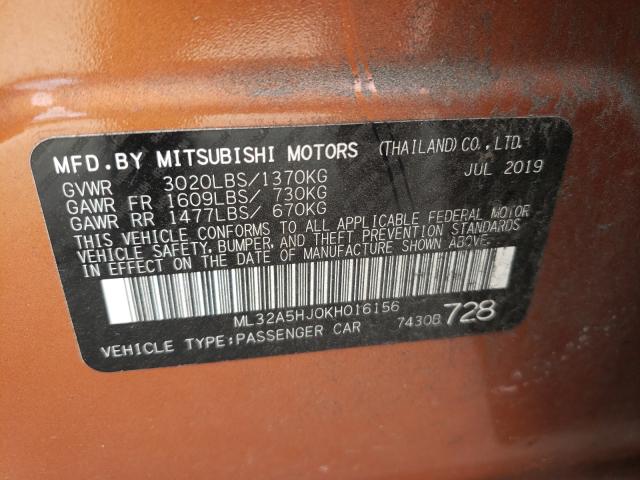 MFD.BY MITSUBISHI MOTORS (THAILAND) CO., LTD.
JUL 2019
GVWR 3020LBS/1370KG
GAWR FR 1609LBS/ 730KG
GAWR RR 1477LBS/ 670KG
THIS VEHICLE CONFORMS TO ALL APPLICABLE FEDERAL MOTOR
VEHICLE SAFETY, BUMPER, AND THEFT PREVENTION STANDARDS
IN EFFECT ON THE DATE OF MANUFACTURE SHOWN ABOVE.
ML32A5HJ0KH016156
7430B 728
VEHICLE TYPE:PASSENGER CAR